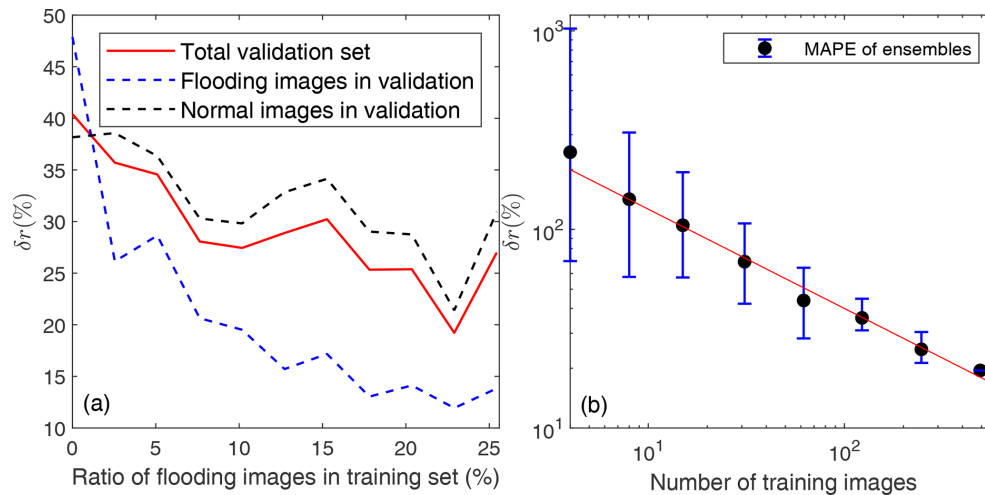 50
45
40
35
30
25
20
15
10
δr(%)
Total validation set
Flooding images in validation
Normal images in validation
(a)
0 5 10 15 20 25
Ratio of flooding images in training set (%)
10³
10²
10¹
δr(%)
MAPE of ensembles
(b)
10¹ 10²
Number of training images